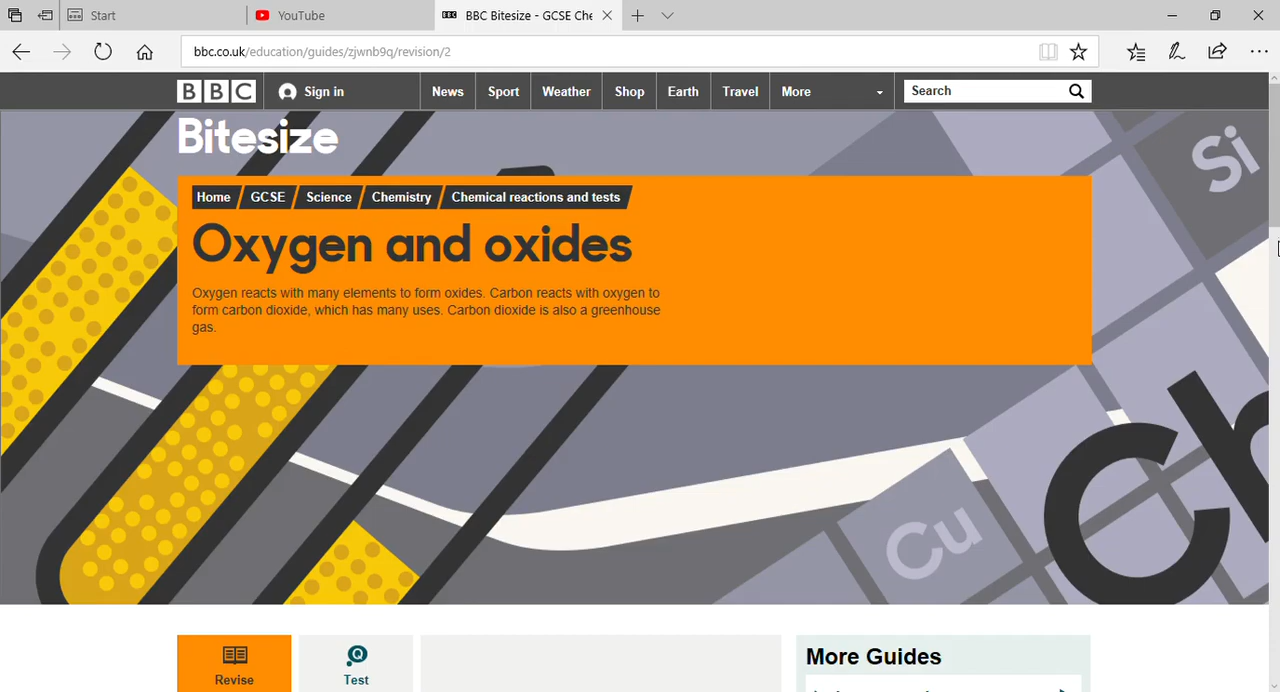 Start
YouTube
BBC Bitesize - GCSE Che
bbc.co.uk/education/guides/zjwnb9q/revision/2
BBC
Sign in
News
Sport
Weather
Shop
Earth
Travel
More
Search
Bitesize
Home
GCSE
Science
Chemistry
Chemical reactions and tests
Oxygen and oxides
Oxygen reacts with many elements to form oxides. Carbon reacts with oxygen to
form carbon dioxide, which has many uses. Carbon dioxide is also a greenhouse
gas.
Si
Cu
Ch
Revise
Test
More Guides